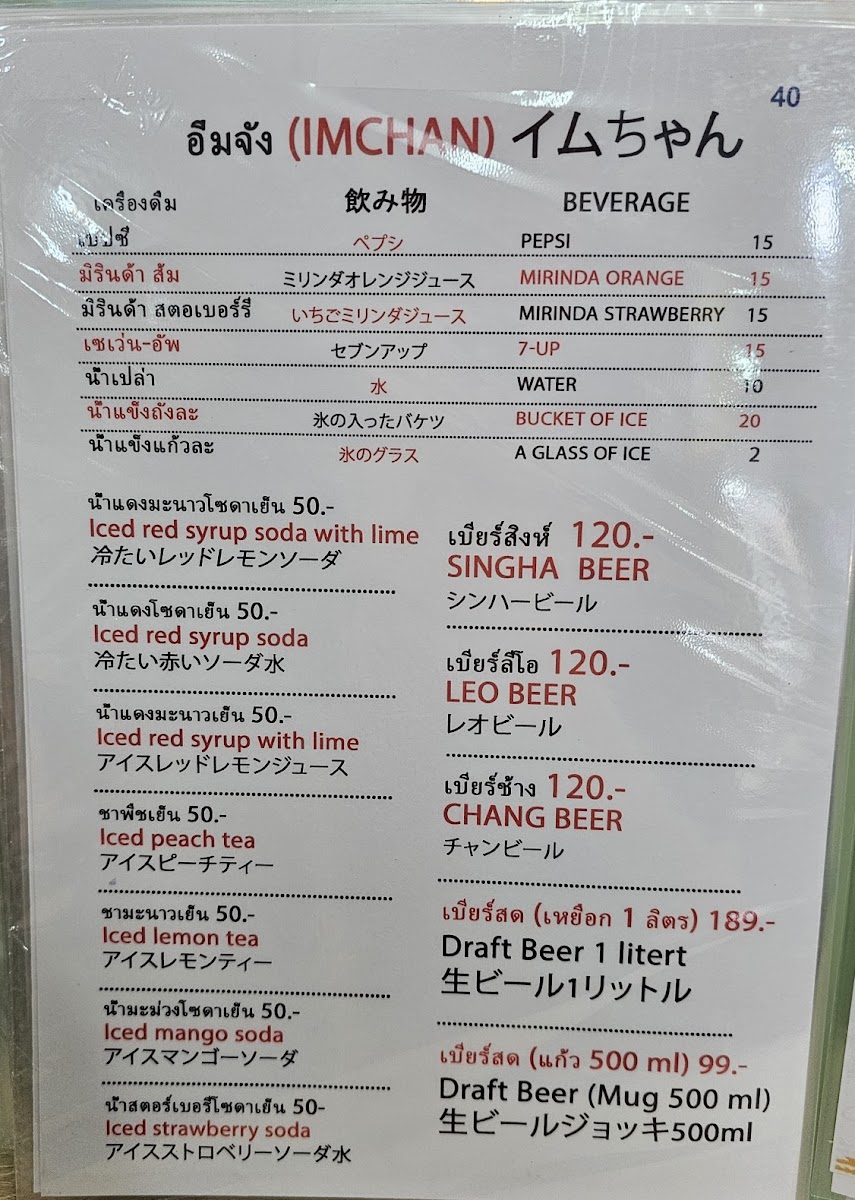 40
อิ่มจัง (IMCHAN) イムちゃん
เครื่องดื่ม 飲み物 BEVERAGE
เปปซี่ ペプシ PEPSI 15
มิรินด้า ส้ม ミリンダオレンジジュース MIRINDA ORANGE 15
มิรินด้า สตอเบอร์รี่ いちごミリンダジュース MIRINDA STRAWBERRY 15
เซเว่น-อัพ セブンアップ 7-UP 15
น้ำเปล่า 水 WATER 10
น้ำแข็งถังละ 氷の入ったバケツ BUCKET OF ICE 20
น้ำแข็งแก้วละ 氷のグラス A GLASS OF ICE 2
น้ำแดงมะนาวโซดาเย็น 50.-
Iced red syrup soda with lime
冷たいレッドレモンソーダ
น้ำแดงโซดาเย็น 50.-
Iced red syrup soda
冷たい赤いソーダ水
น้ำแดงมะนาวเย็น 50.-
Iced red syrup with lime
アイスレッドレモンジュース
ชาพีชเย็น 50.-
Iced peach tea
アイスピーチティー
ชามะนาวเย็น 50.-
Iced lemon tea
アイスレモンティー
น้ำมะม่วงโซดาเย็น 50.-
Iced mango soda
アイスマンゴーソーダ
น้ำสตอร์เบอรี่โซดาเย็น 50-
Iced strawberry soda
アイスストロベリーソーダ水
เบียร์สิงห์ 120.-
SINGHA BEER
シンハービール
เบียร์ลีโอ 120.-
LEO BEER
レオビール
เบียร์ช้าง 120.-
CHANG BEER
チャンビール
เบียร์สด (เหยือก 1 ลิตร) 189.-
Draft Beer 1 litert
生ビール1リットル
เบียร์สด (แก้ว 500 ml) 99.-
Draft Beer (Mug 500 ml)
生ビールジョッキ500ml